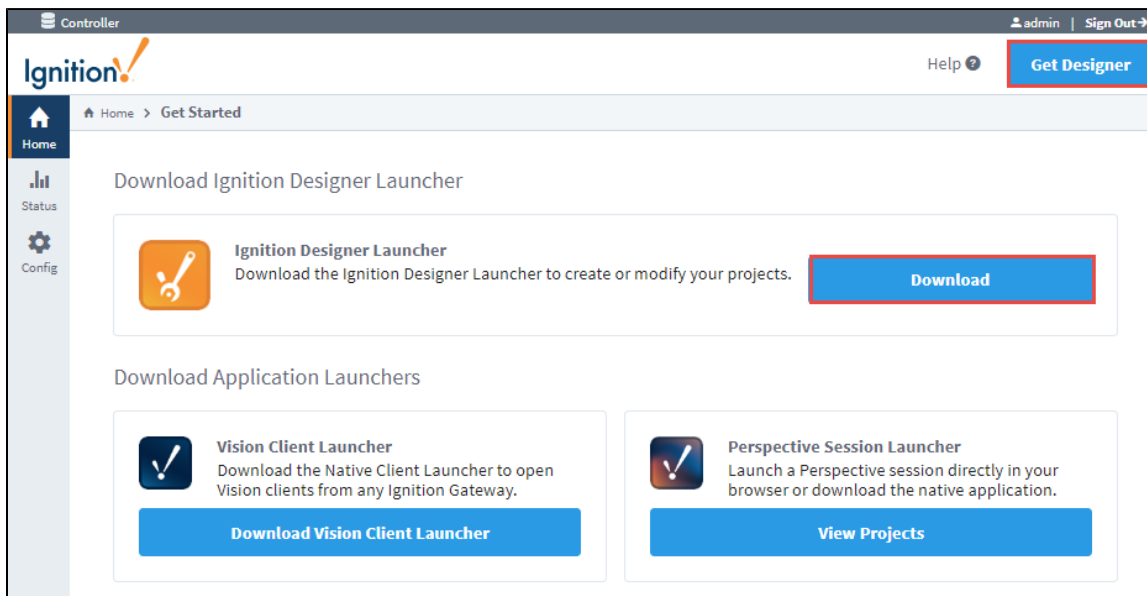 Controller
admin | Sign Out
Ignition!
Help ?
Get Designer
Home > Get Started
Home
Status
Config
Download Ignition Designer Launcher
Ignition Designer Launcher
Download the Ignition Designer Launcher to create or modify your projects.
Download
Download Application Launchers
Vision Client Launcher
Download the Native Client Launcher to open
Vision clients from any Ignition Gateway.
Download Vision Client Launcher
Perspective Session Launcher
Launch a Perspective session directly in your
browser or download the native application.
View Projects